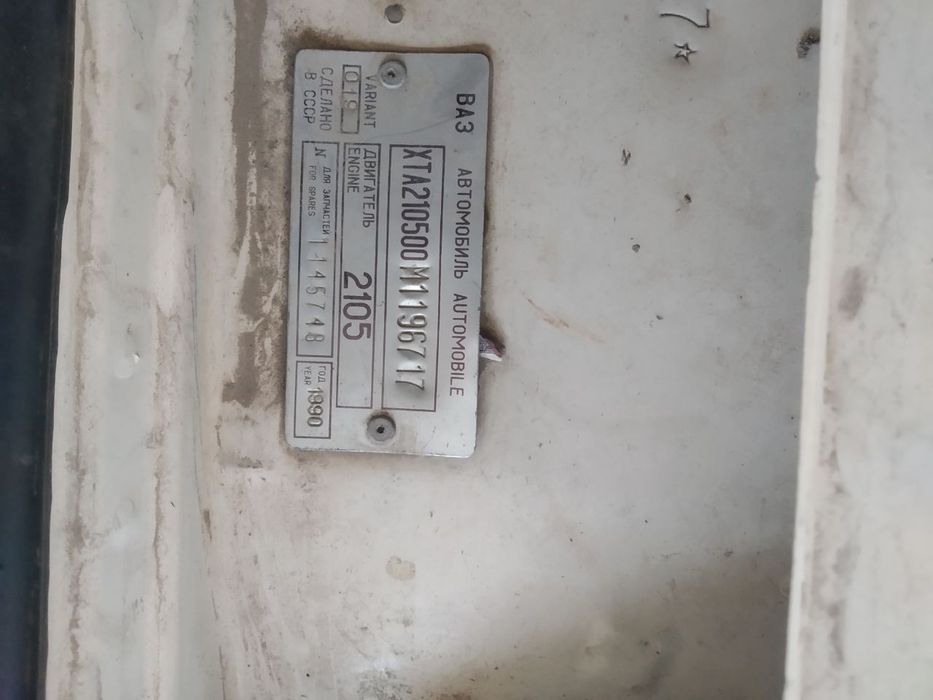 7☆
ВАЗ АВТОМОБИЛЬ AUTOMOBILE
XTA210500M1196717
ДВИГАТЕЛЬ
ENGINE 2105
VARIANT
019
СДЕЛАНО
В СССР
N ДЛЯ ЗАПЧАСТЕЙ
FOR SPARES 1145748
ГОД
YEAR 1990